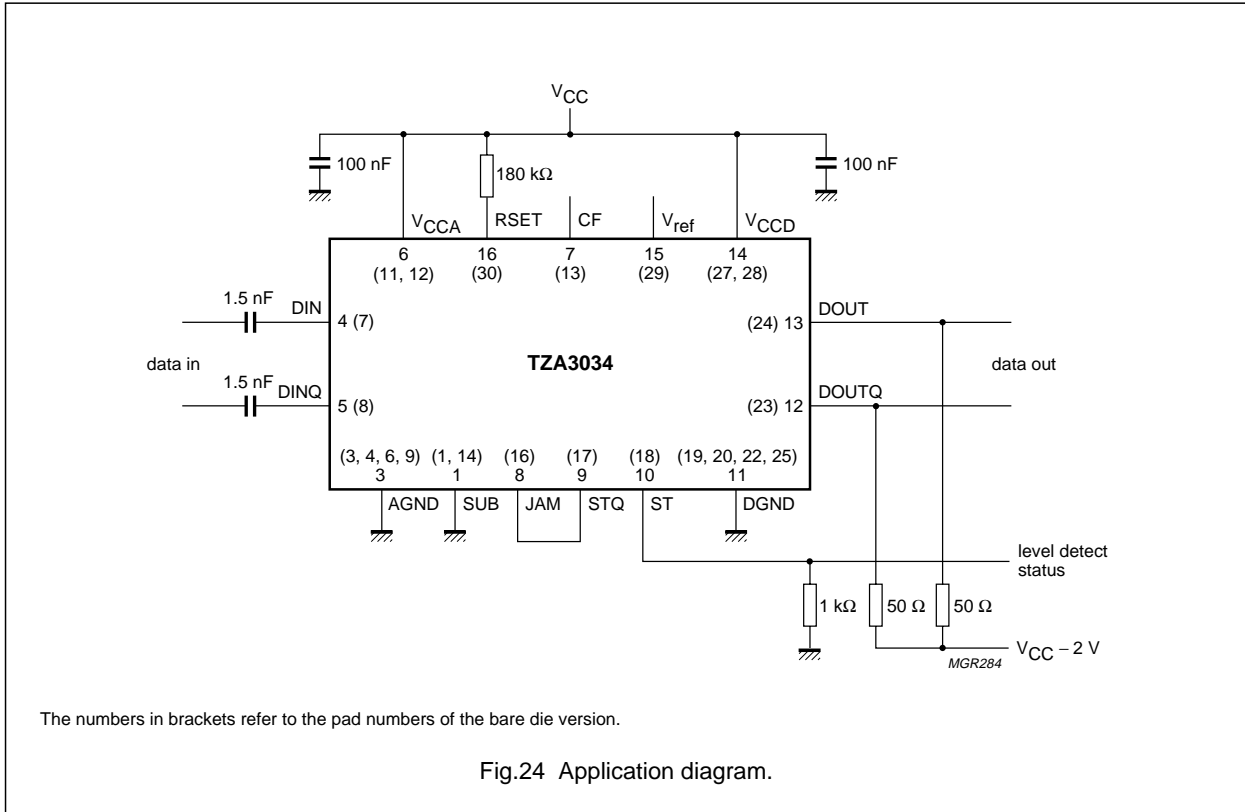 VCC
100 nF
180 kΩ
100 nF
VCCA
RSET
CF
Vref
VCCD
6
16
7
15
14
(11, 12)
(30)
(13)
(29)
(27, 28)
1.5 nF
DIN
4 (7)
(24) 13
DOUT
data in
TZA3034
data out
1.5 nF
DINQ
5 (8)
(23) 12
DOUTQ
(3, 4, 6, 9)
(1, 14)
(16)
(17)
(18)
(19, 20, 22, 25)
3
1
8
9
10
11
AGND
SUB
JAM
STQ
ST
DGND
level detect
status
1 kΩ
50 Ω
50 Ω
VCC – 2 V
MGR284
The numbers in brackets refer to the pad numbers of the bare die version.
Fig.24 Application diagram.